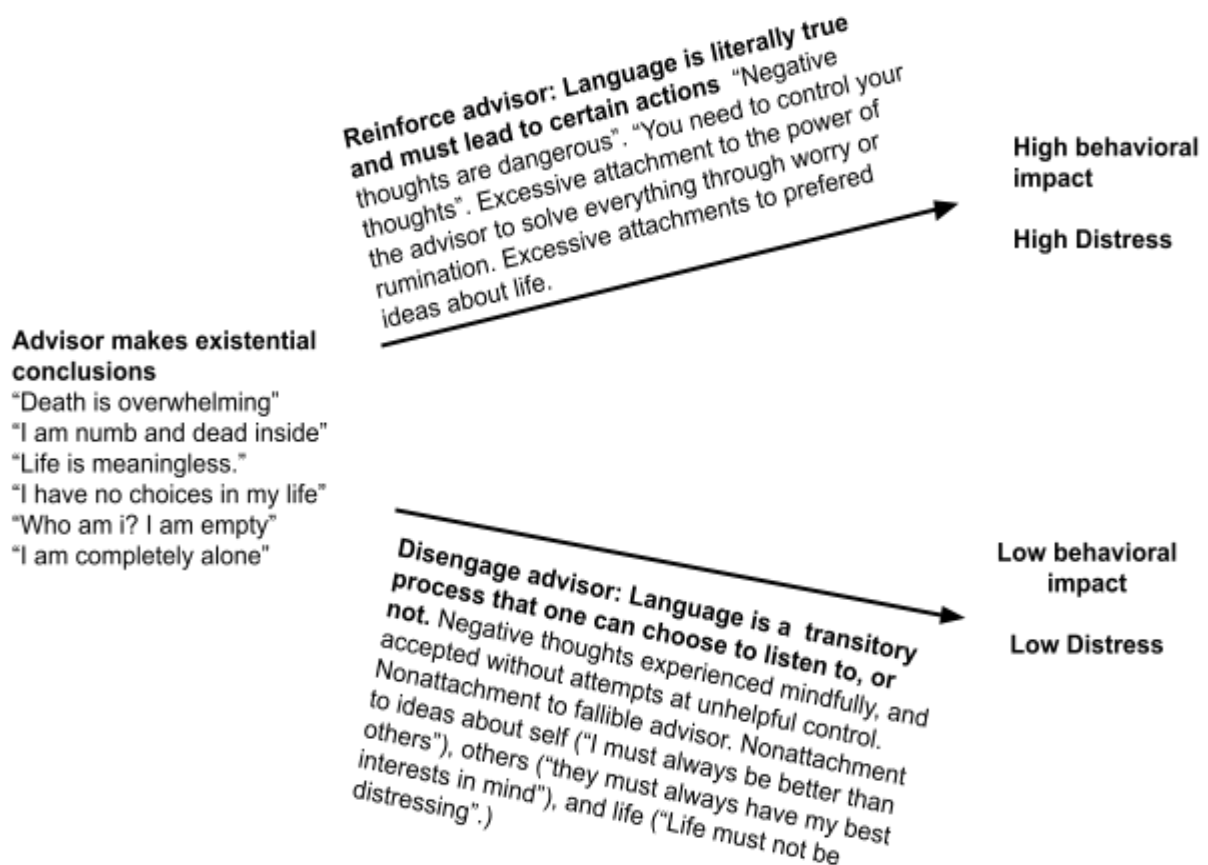 Advisor makes existential
conclusions
“Death is overwhelming"
“I am numb and dead inside”
“Life is meaningless.”
“I have no choices in my life”
“Who am i? I am empty”
“I am completely alone”
Reinforce advisor: Language is literally true
and must lead to certain actions “Negative
thoughts are dangerous”. “You need to control your
thoughts”. Excessive attachment to the power of
the advisor to solve everything through worry or
rumination. Excessive attachments to prefered
ideas about life.
High behavioral
impact
High Distress
Disengage advisor: Language is a transitory
process that one can choose to listen to, or
not. Negative thoughts experienced mindfully, and
accepted without attempts at unhelpful control.
Nonattachment to fallible advisor. Nonattachment
to ideas about self (“I must always be better than
others”), others (“they must always have my best
interests in mind”), and life (“Life must not be
distressing”.)
Low behavioral
impact
Low Distress